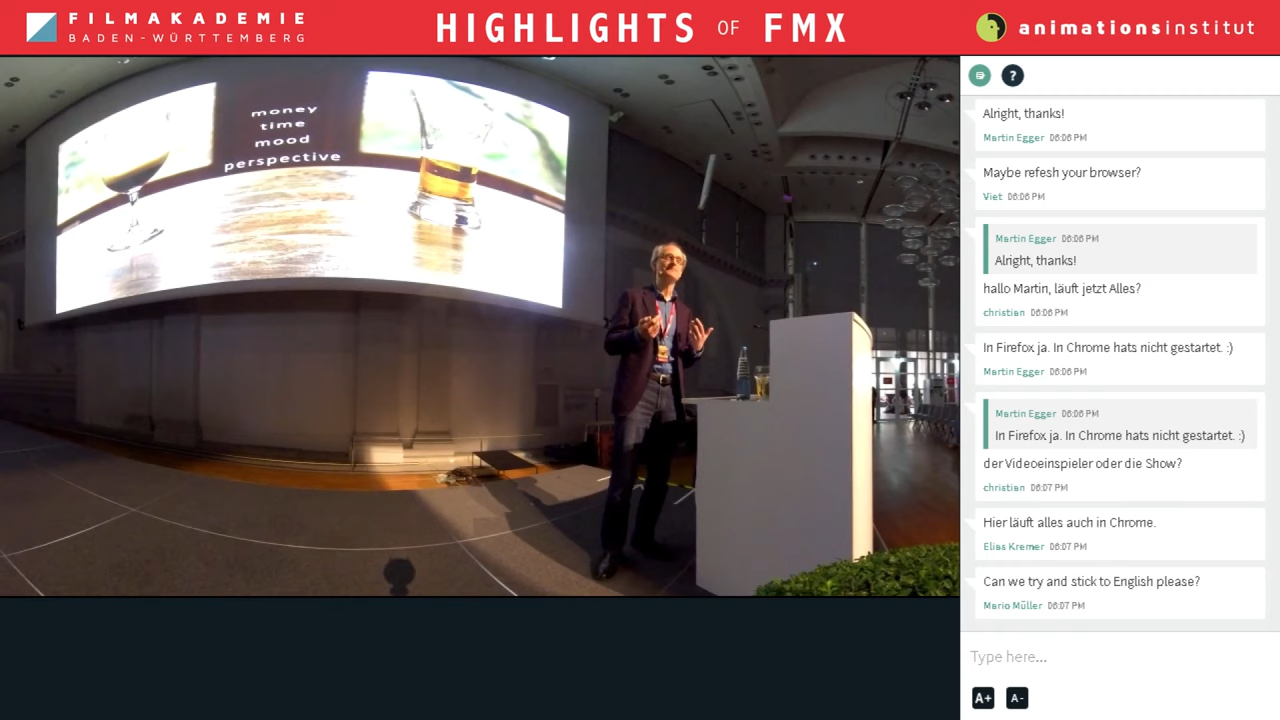 FILMAKADEMIE
BADEN-WÜRTTEMBERG
HIGHLIGHTS OF FMX
animationsinstitut
money
time
mood
perspective
?
Alright, thanks!
Martin Egger 06:06 PM
Maybe refesh your browser?
Viet 06:06 PM
Martin Egger 06:06 PM
Alright, thanks!
hallo Martin, läuft jetzt Alles?
christian 06:06 PM
In Firefox ja. In Chrome hats nicht gestartet. :)
Martin Egger 06:06 PM
Martin Egger 06:06 PM
In Firefox ja. In Chrome hats nicht gestartet. :)
der Videoeinspieler oder die Show?
christian 06:07 PM
Hier läuft alles auch in Chrome.
Elias Kremer 06:07 PM
Can we try and stick to English please?
Mario Müller 06:07 PM
Type here...
A+ A-